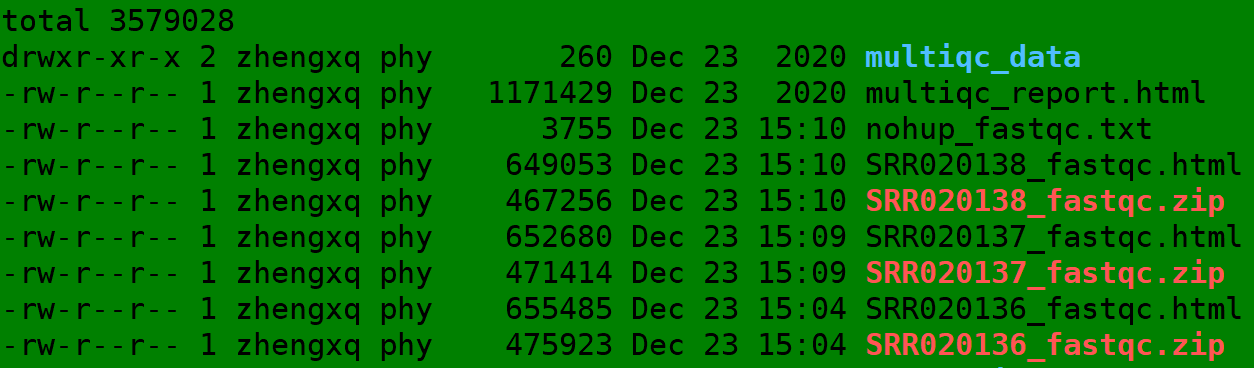 total 3579028
drwxr-xr-x 2 zhengxq phy       260 Dec 23  2020 multiqc_data
-rw-r--r-- 1 zhengxq phy   1171429 Dec 23  2020 multiqc_report.html
-rw-r--r-- 1 zhengxq phy      3755 Dec 23 15:10 nohup_fastqc.txt
-rw-r--r-- 1 zhengxq phy    649053 Dec 23 15:10 SRR020138_fastqc.html
-rw-r--r-- 1 zhengxq phy    467256 Dec 23 15:10 SRR020138_fastqc.zip
-rw-r--r-- 1 zhengxq phy    652680 Dec 23 15:09 SRR020137_fastqc.html
-rw-r--r-- 1 zhengxq phy    471414 Dec 23 15:09 SRR020137_fastqc.zip
-rw-r--r-- 1 zhengxq phy    655485 Dec 23 15:04 SRR020136_fastqc.html
-rw-r--r-- 1 zhengxq phy    475923 Dec 23 15:04 SRR020136_fastqc.zip